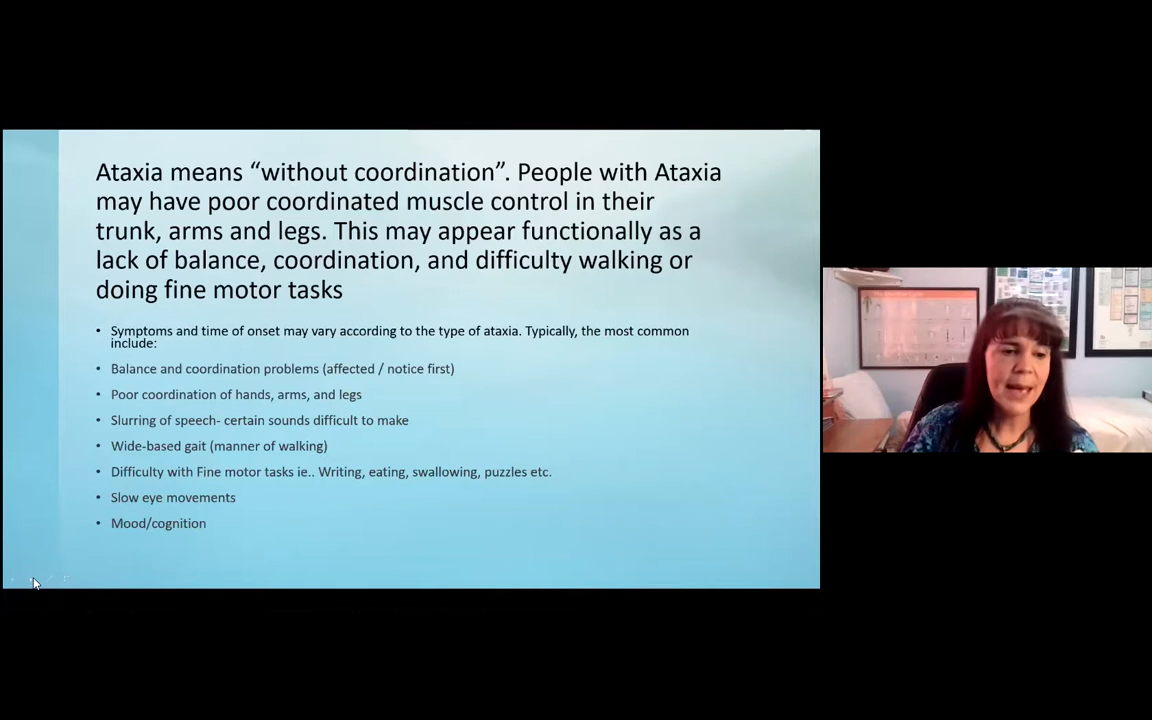 Ataxia means “without coordination”. People with Ataxia
may have poor coordinated muscle control in their
trunk, arms and legs. This may appear functionally as a
lack of balance, coordination, and difficulty walking or
doing fine motor tasks
• Symptoms and time of onset may vary according to the type of ataxia. Typically, the most common
include:
• Balance and coordination problems (affected / notice first)
• Poor coordination of hands, arms, and legs
• Slurring of speech- certain sounds difficult to make
• Wide-based gait (manner of walking)
• Difficulty with Fine motor tasks ie.. Writing, eating, swallowing, puzzles etc.
• Slow eye movements
• Mood/cognition